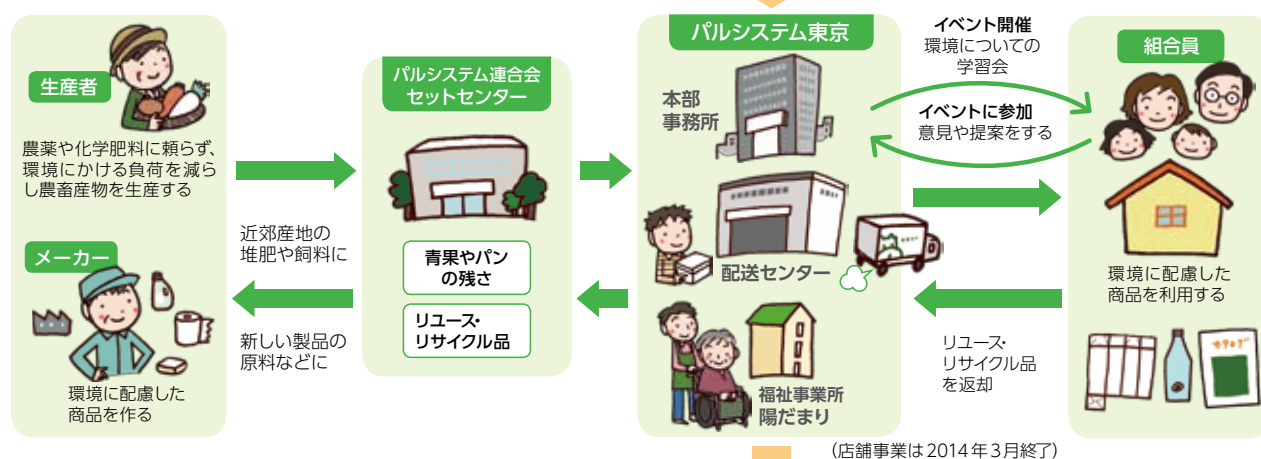 生産者
農薬や化学肥料に頼らず、
環境にかける負荷を減ら
し農畜産物を生産する
メーカー
環境に配慮した
商品を作る
近郊産地の
堆肥や飼料に
新しい製品の
原料などに
パルシステム連合会
セットセンター
青果やパン
の残さ
リユース・
リサイクル品
パルシステム東京
本部
事務所
配送センター
福祉事業所
陽だまり
イベント開催
環境についての
学習会
イベントに参加
意見や提案をする
リユース・
リサイクル品
を返却
組合員
環境に配慮した
商品を利用する
カタログ
(店舗事業は2014年3月終了)